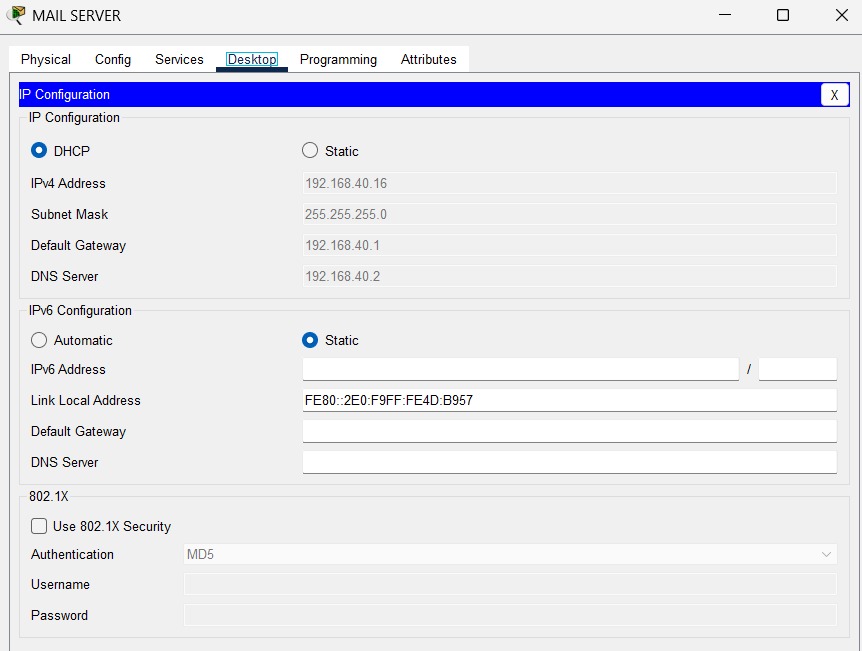 MAIL SERVER
Physical Config Services Desktop Programming Attributes
IP Configuration X
IP Configuration
DHCP Static
IPv4 Address 192.168.40.16
Subnet Mask 255.255.255.0
Default Gateway 192.168.40.1
DNS Server 192.168.40.2
IPv6 Configuration
Automatic Static
IPv6 Address /
Link Local Address FE80::2E0:F9FF:FE4D:B957
Default Gateway
DNS Server
802.1X
Use 802.1X Security
Authentication MD5
Username
Password